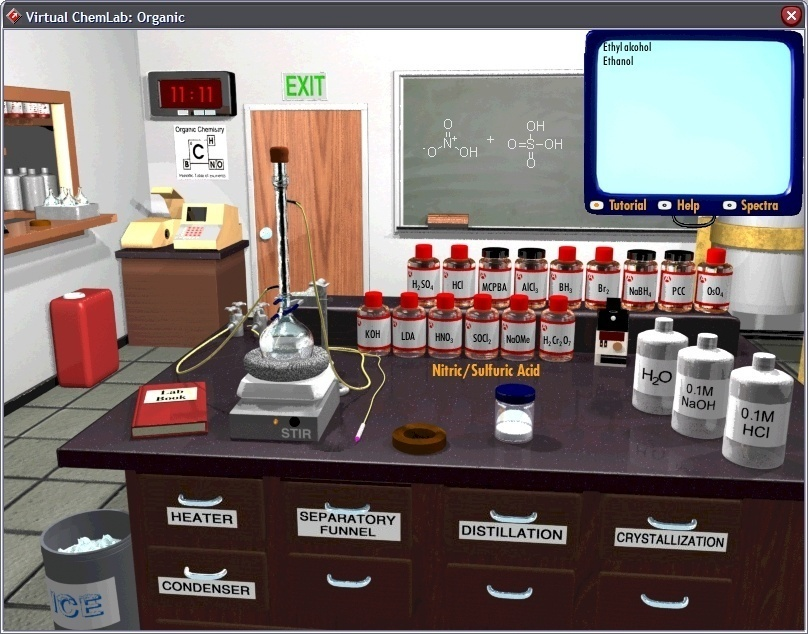 Virtual ChemLab: Organic
Ethyl alcohol
Ethanol
Tutorial
Help
Spectra
EXIT
11:11
Organic Chemistry
C
H
B
N
O
O
N+
-O
OH
+
OH
O=S-OH
O
H2SO4
HCl
MCPBA
AlCl3
BH3
Br2
NaBH4
PCC
OsO4
KOH
LDA
HNO3
SOCl2
NaOMe
H2Cr2O7
Nitric/Sulfuric Acid
H2O
0.1M
NaOH
0.1M
HCl
Lab
Book
STIR
HEATER
SEPARATORY
FUNNEL
DISTILLATION
CRYSTALLIZATION
CONDENSER
ICE